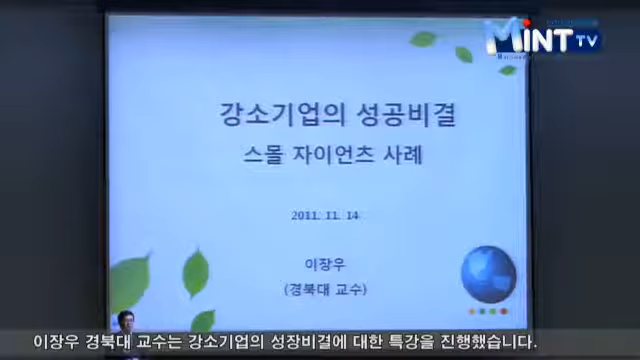 MiNT TV
강소기업의 성공비결
스몰 자이언츠 사례
2011. 11. 14
이장우
(경북대 교수)
이장우 경북대 교수는 강소기업의 성장비결에 대한 특강을 진행했습니다.